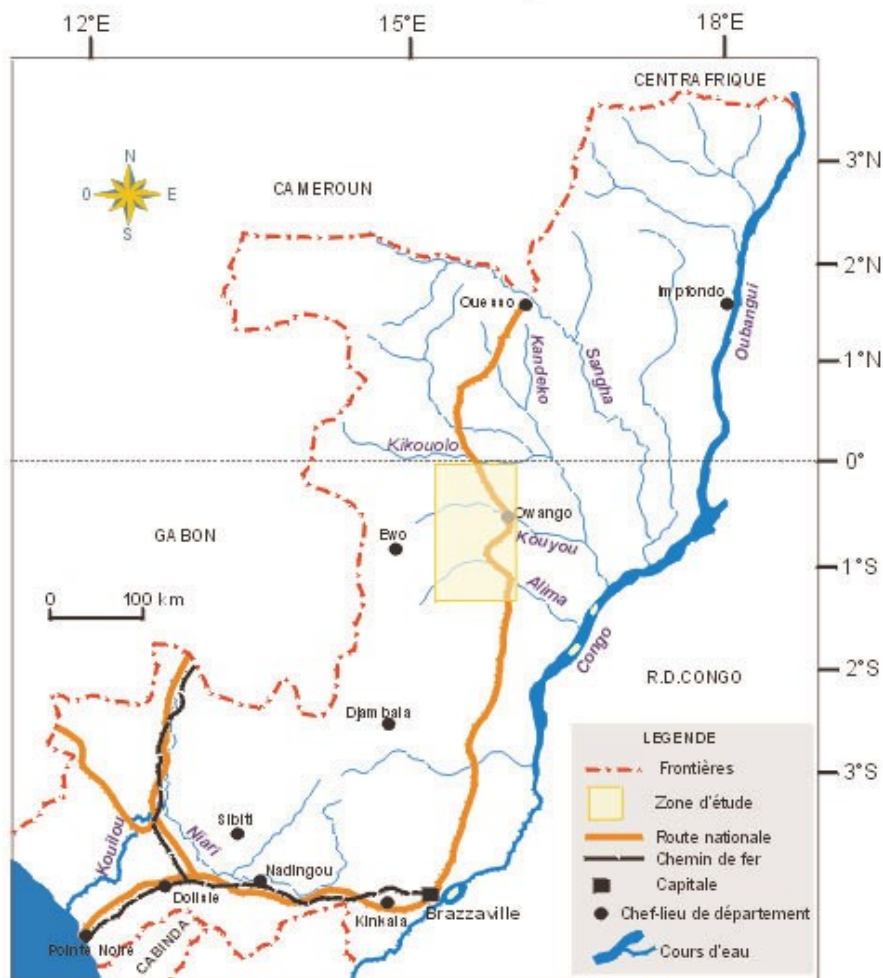 12°E 15°E 18°E
CENTRAFRIQUE
3°N
N
O E
S
CAMEROUN
2°N
Ouesso
Impfondo
Oubangui
Kandeko
Sangha
1°N
Kikouolo
0°
Owango
GABON
Ewo
Kouyou
1°S
Alima
0 100 km
Congo
2°S
R.D.CONGO
Djambala
LEGENDE
3°S
Frontières
Zone d'étude
Sibiti
Route nationale
Kouilou
Niari
Chemin de fer
Nadingou
Capitale
Dolisie
Brazzaville
Kinkala
Chef-lieu de département
Pointe Noire
CABINDA
Cours d'eau